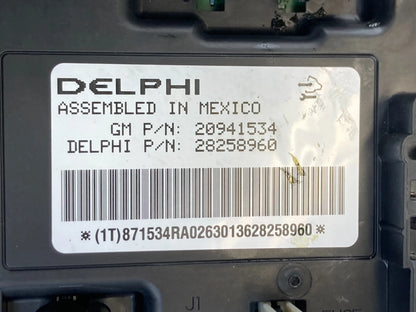 DELPHI
ASSEMBLED IN MEXICO
GM P/N: 20941534
DELPHI P/N: 28258960
*(1T)871534RA0263013628258960*
J1